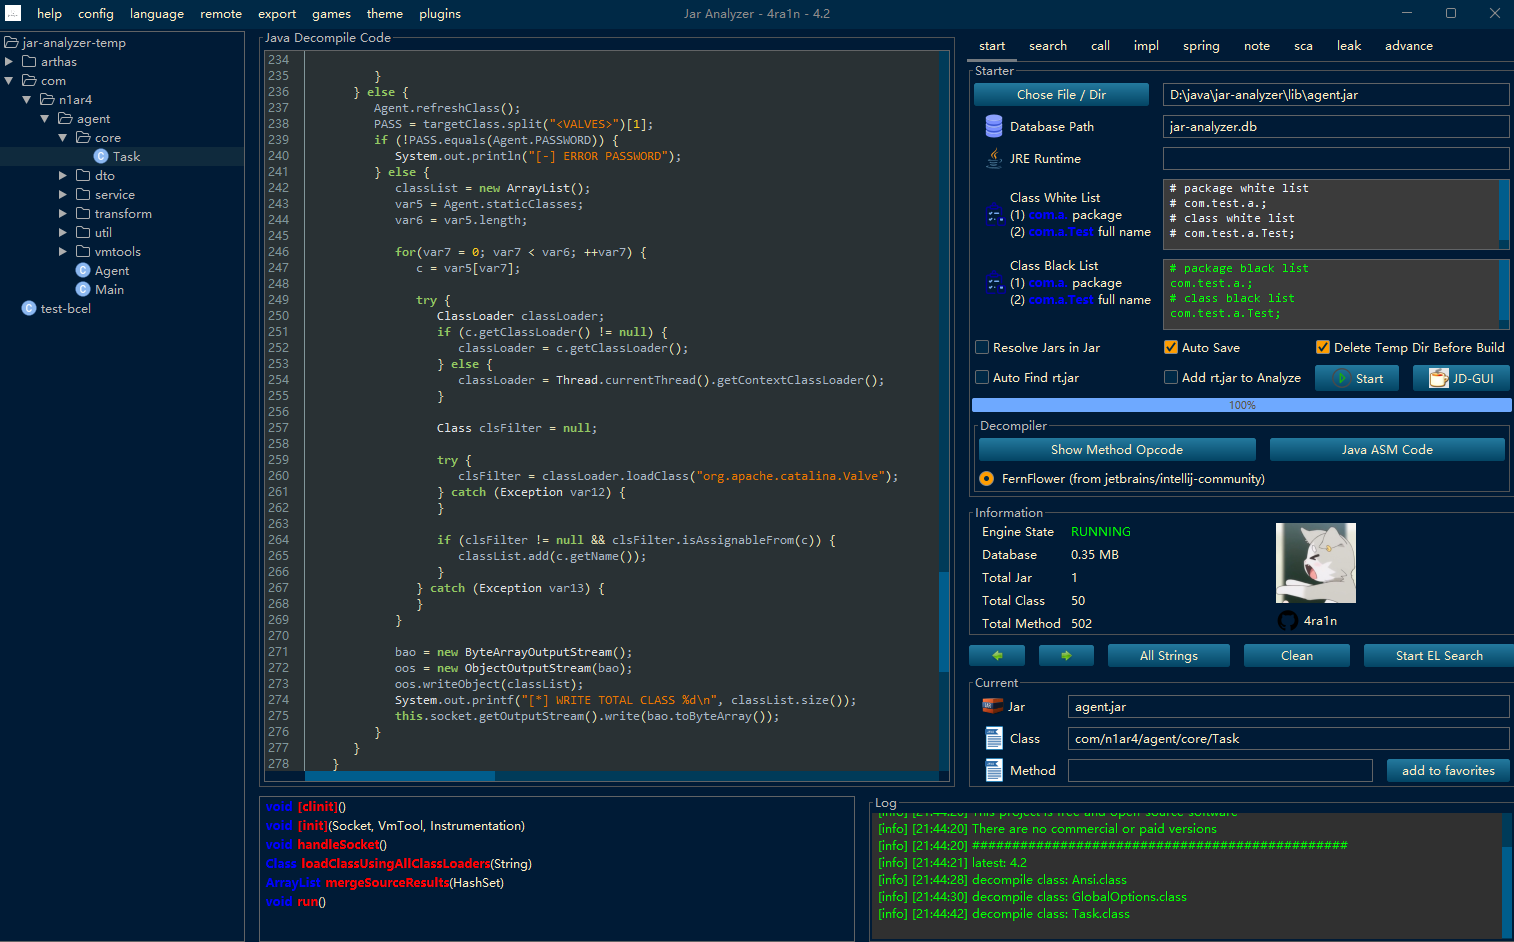 help config language remote export games theme plugins Jar Analyzer - 4ra1n - 4.2
jar-analyzer-temp
arthas
com
n1ar4
agent
core
Task
dto
service
transform
util
vmtools
Agent
Main
test-bcel
Java Decompile Code
234
235 }
236 } else {
237 Agent.refreshClass();
238 PASS = targetClass.split("<VALVES>")[1];
239 if (!PASS.equals(Agent.PASSWORD)) {
240 System.out.println("[-] ERROR PASSWORD");
241 } else {
242 classList = new ArrayList();
243 var5 = Agent.staticClasses;
244 var6 = var5.length;
245
246 for(var7 = 0; var7 < var6; ++var7) {
247 c = var5[var7];
248
249 try {
250 ClassLoader classLoader;
251 if (c.getClassLoader() != null) {
252 classLoader = c.getClassLoader();
253 } else {
254 classLoader = Thread.currentThread().getContextClassLoader();
255 }
256
257 Class clsFilter = null;
258
259 try {
260 clsFilter = classLoader.loadClass("org.apache.catalina.Valve");
261 } catch (Exception var12) {
262 }
263
264 if (clsFilter != null && clsFilter.isAssignableFrom(c)) {
265 classList.add(c.getName());
266 }
267 } catch (Exception var13) {
268 }
269 }
270
271 bao = new ByteArrayOutputStream();
272 oos = new ObjectOutputStream(bao);
273 oos.writeObject(classList);
274 System.out.printf("[*] WRITE TOTAL CLASS %d\n", classList.size());
275 this.socket.getOutputStream().write(bao.toByteArray());
276 }
277 }
278 }
void [clinit]()
void [init](Socket, VmTool, Instrumentation)
void handleSocket()
Class loadClassUsingAllClassLoaders(String)
ArrayList mergeSourceResults(HashSet)
void run()
start search call impl spring note sca leak advance
Starter
Chose File / Dir D:\java\jar-analyzer\lib\agent.jar
Database Path jar-analyzer.db
JRE Runtime
Class White List
(1) com.a. package
(2) com.a.Test full name
# package white list
# com.test.a.;
# class white list
# com.test.a.Test;
Class Black List
(1) com.a. package
(2) com.a.Test full name
# package black list
com.test.a.;
# class black list
com.test.a.Test;
Resolve Jars in Jar Auto Save Delete Temp Dir Before Build
Auto Find rt.jar Add rt.jar to Analyze Start JD-GUI
100%
Decompiler
Show Method Opcode Java ASM Code
FernFlower (from jetbrains/intellij-community)
Information
Engine State RUNNING
Database 0.35 MB
Total Jar 1
Total Class 50
Total Method 502
4ra1n
All Strings Clean Start EL Search
Current
Jar agent.jar
Class com/n1ar4/agent/core/Task
Method add to favorites
Log
[info] [21:44:20] This project is free and open-source software
[info] [21:44:20] There are no commercial or paid versions
[info] [21:44:20] ###############################################
[info] [21:44:21] latest: 4.2
[info] [21:44:28] decompile class: Ansi.class
[info] [21:44:30] decompile class: GlobalOptions.class
[info] [21:44:42] decompile class: Task.class